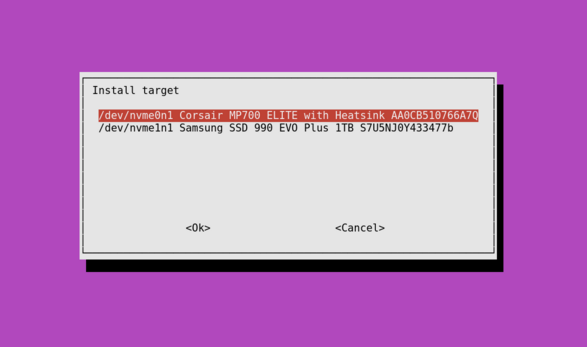 Install target
/dev/nvme0n1 Corsair MP700 ELITE with Heatsink AA0CB510766A7Q
/dev/nvme1n1 Samsung SSD 990 EVO Plus 1TB S7U5NJ0Y433477b
<Ok> <Cancel>